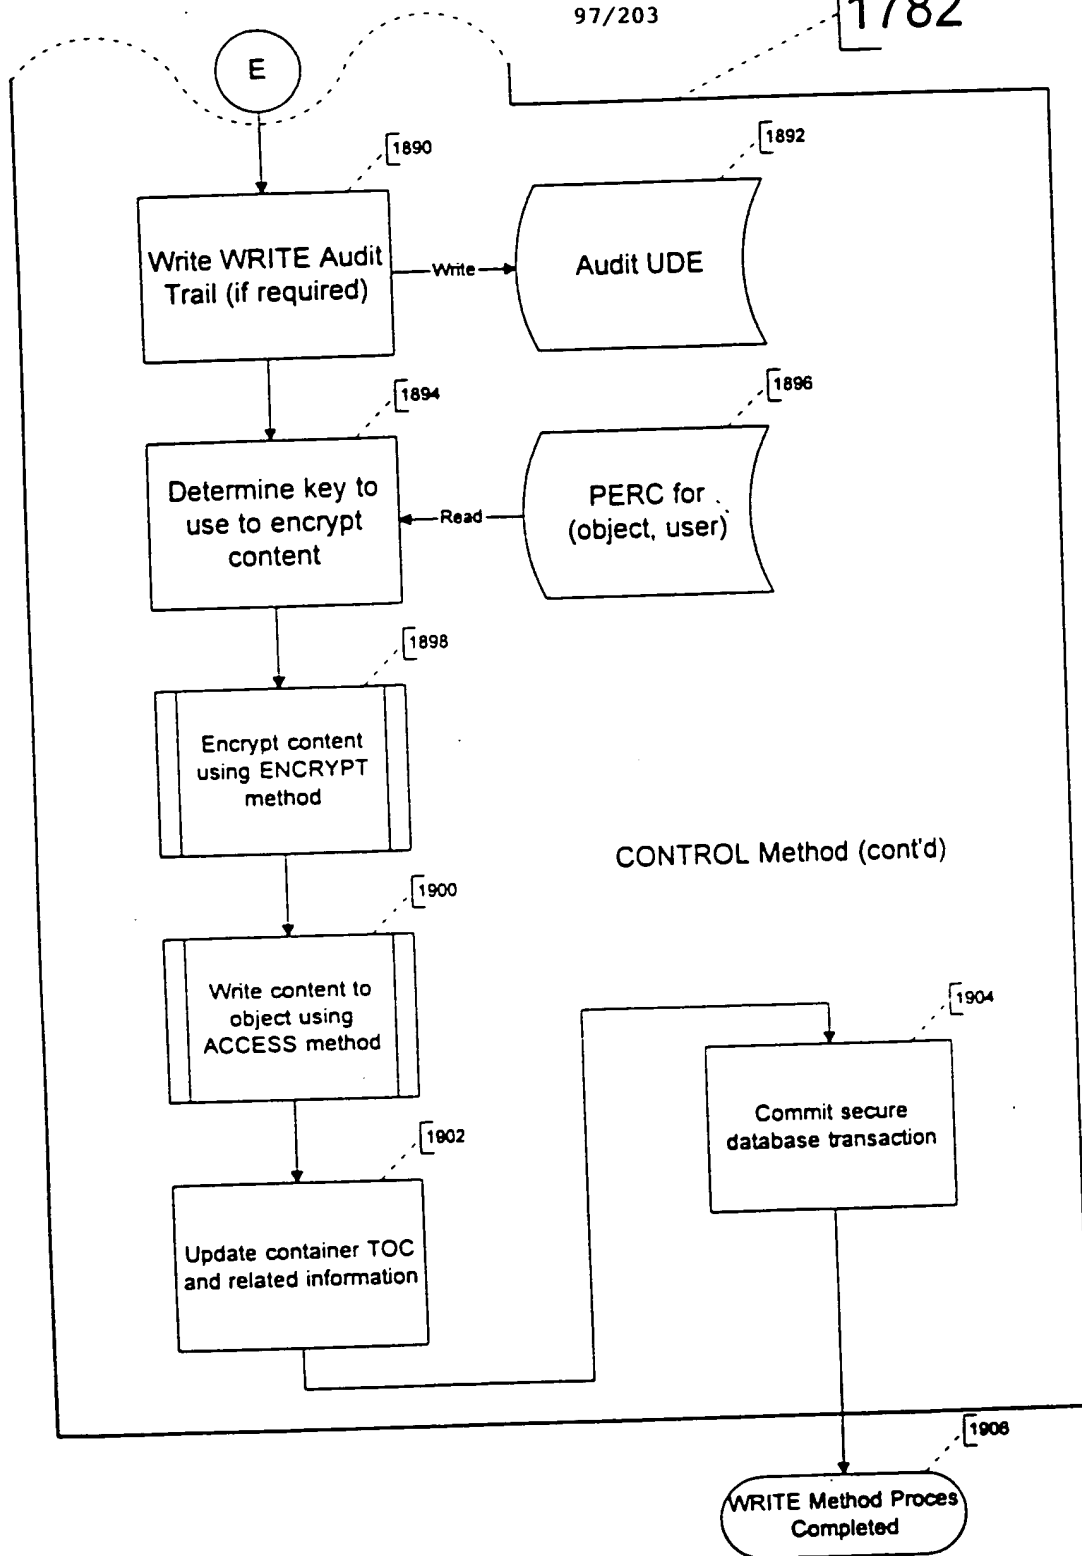 97/203
1782
E
1890
1892
Write WRITE Audit
Trail (if required)
Write
Audit UDE
1894
1896
Determine key to
use to encrypt
content
Read
PERC for
(object, user)
1898
Encrypt content
using ENCRYPT
method
CONTROL Method (cont'd)
1900
Write content to
object using
ACCESS method
1904
Commit secure
database transaction
1902
Update container TOC
and related information
1906
WRITE Method Proces
Completed